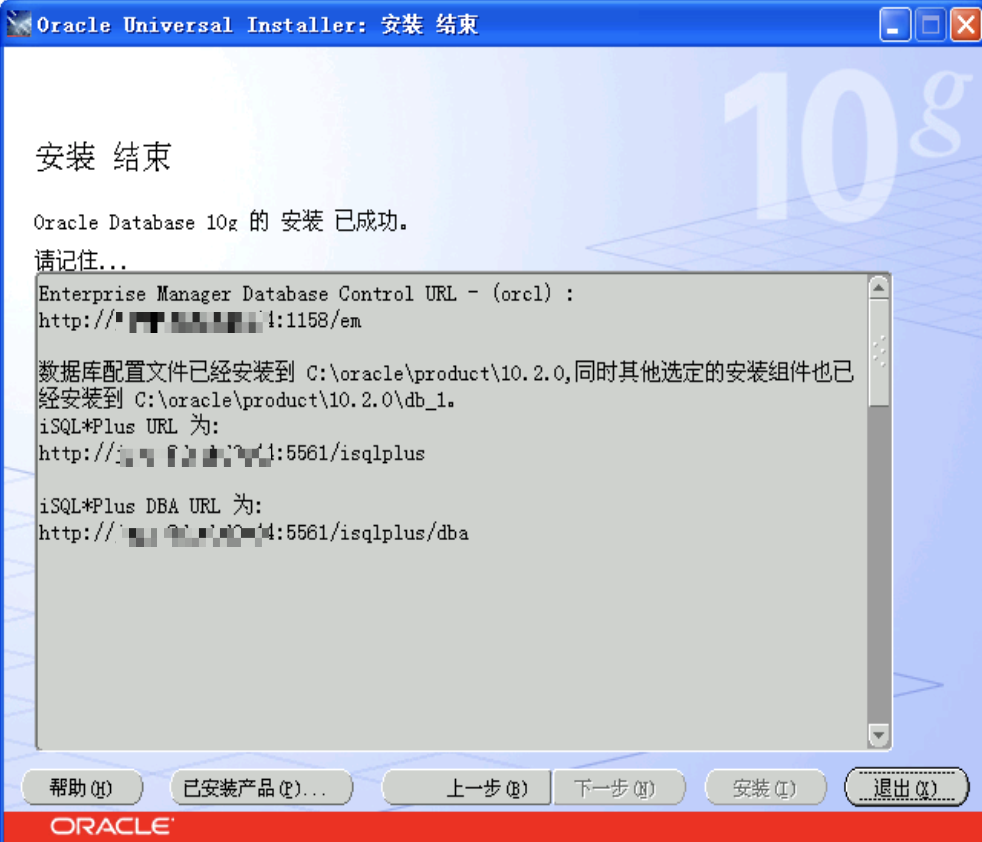 Oracle Universal Installer: 安装 结束
10g
安装 结束
Oracle Database 10g 的 安装 已成功。
请记住...
Enterprise Manager Database Control URL - (orcl) :
http:// 4:1158/em
数据库配置文件已经安装到 C:\oracle\product\10.2.0,同时其他选定的安装组件也已
经安装到 C:\oracle\product\10.2.0\db_1。
iSQL*Plus URL 为:
http:// 4:5561/isqlplus
iSQL*Plus DBA URL 为:
http:// 4:5561/isqlplus/dba
帮助(H) 已安装产品(P)... 上一步(B) 下一步(N) 安装(I) 退出(X)
ORACLE